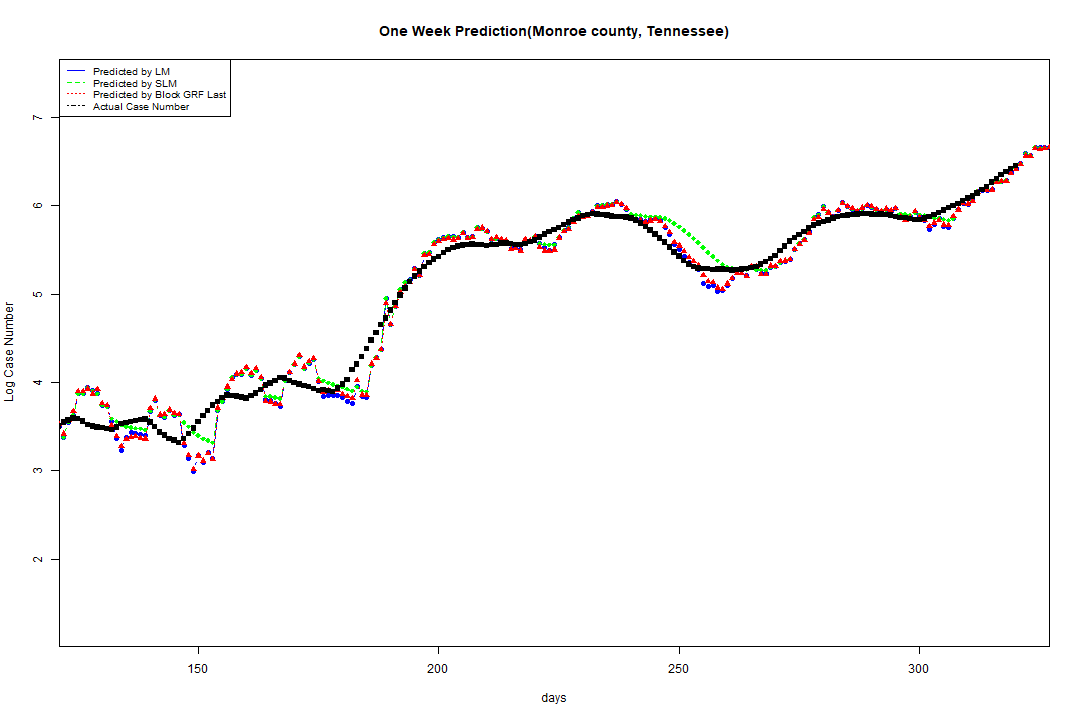 One Week Prediction(Monroe county, Tennessee)
Predicted by LM
Predicted by SLM
Predicted by Block GRF Last
Actual Case Number
7
6
5
4
3
2
Log Case Number
150 200 250 300
days